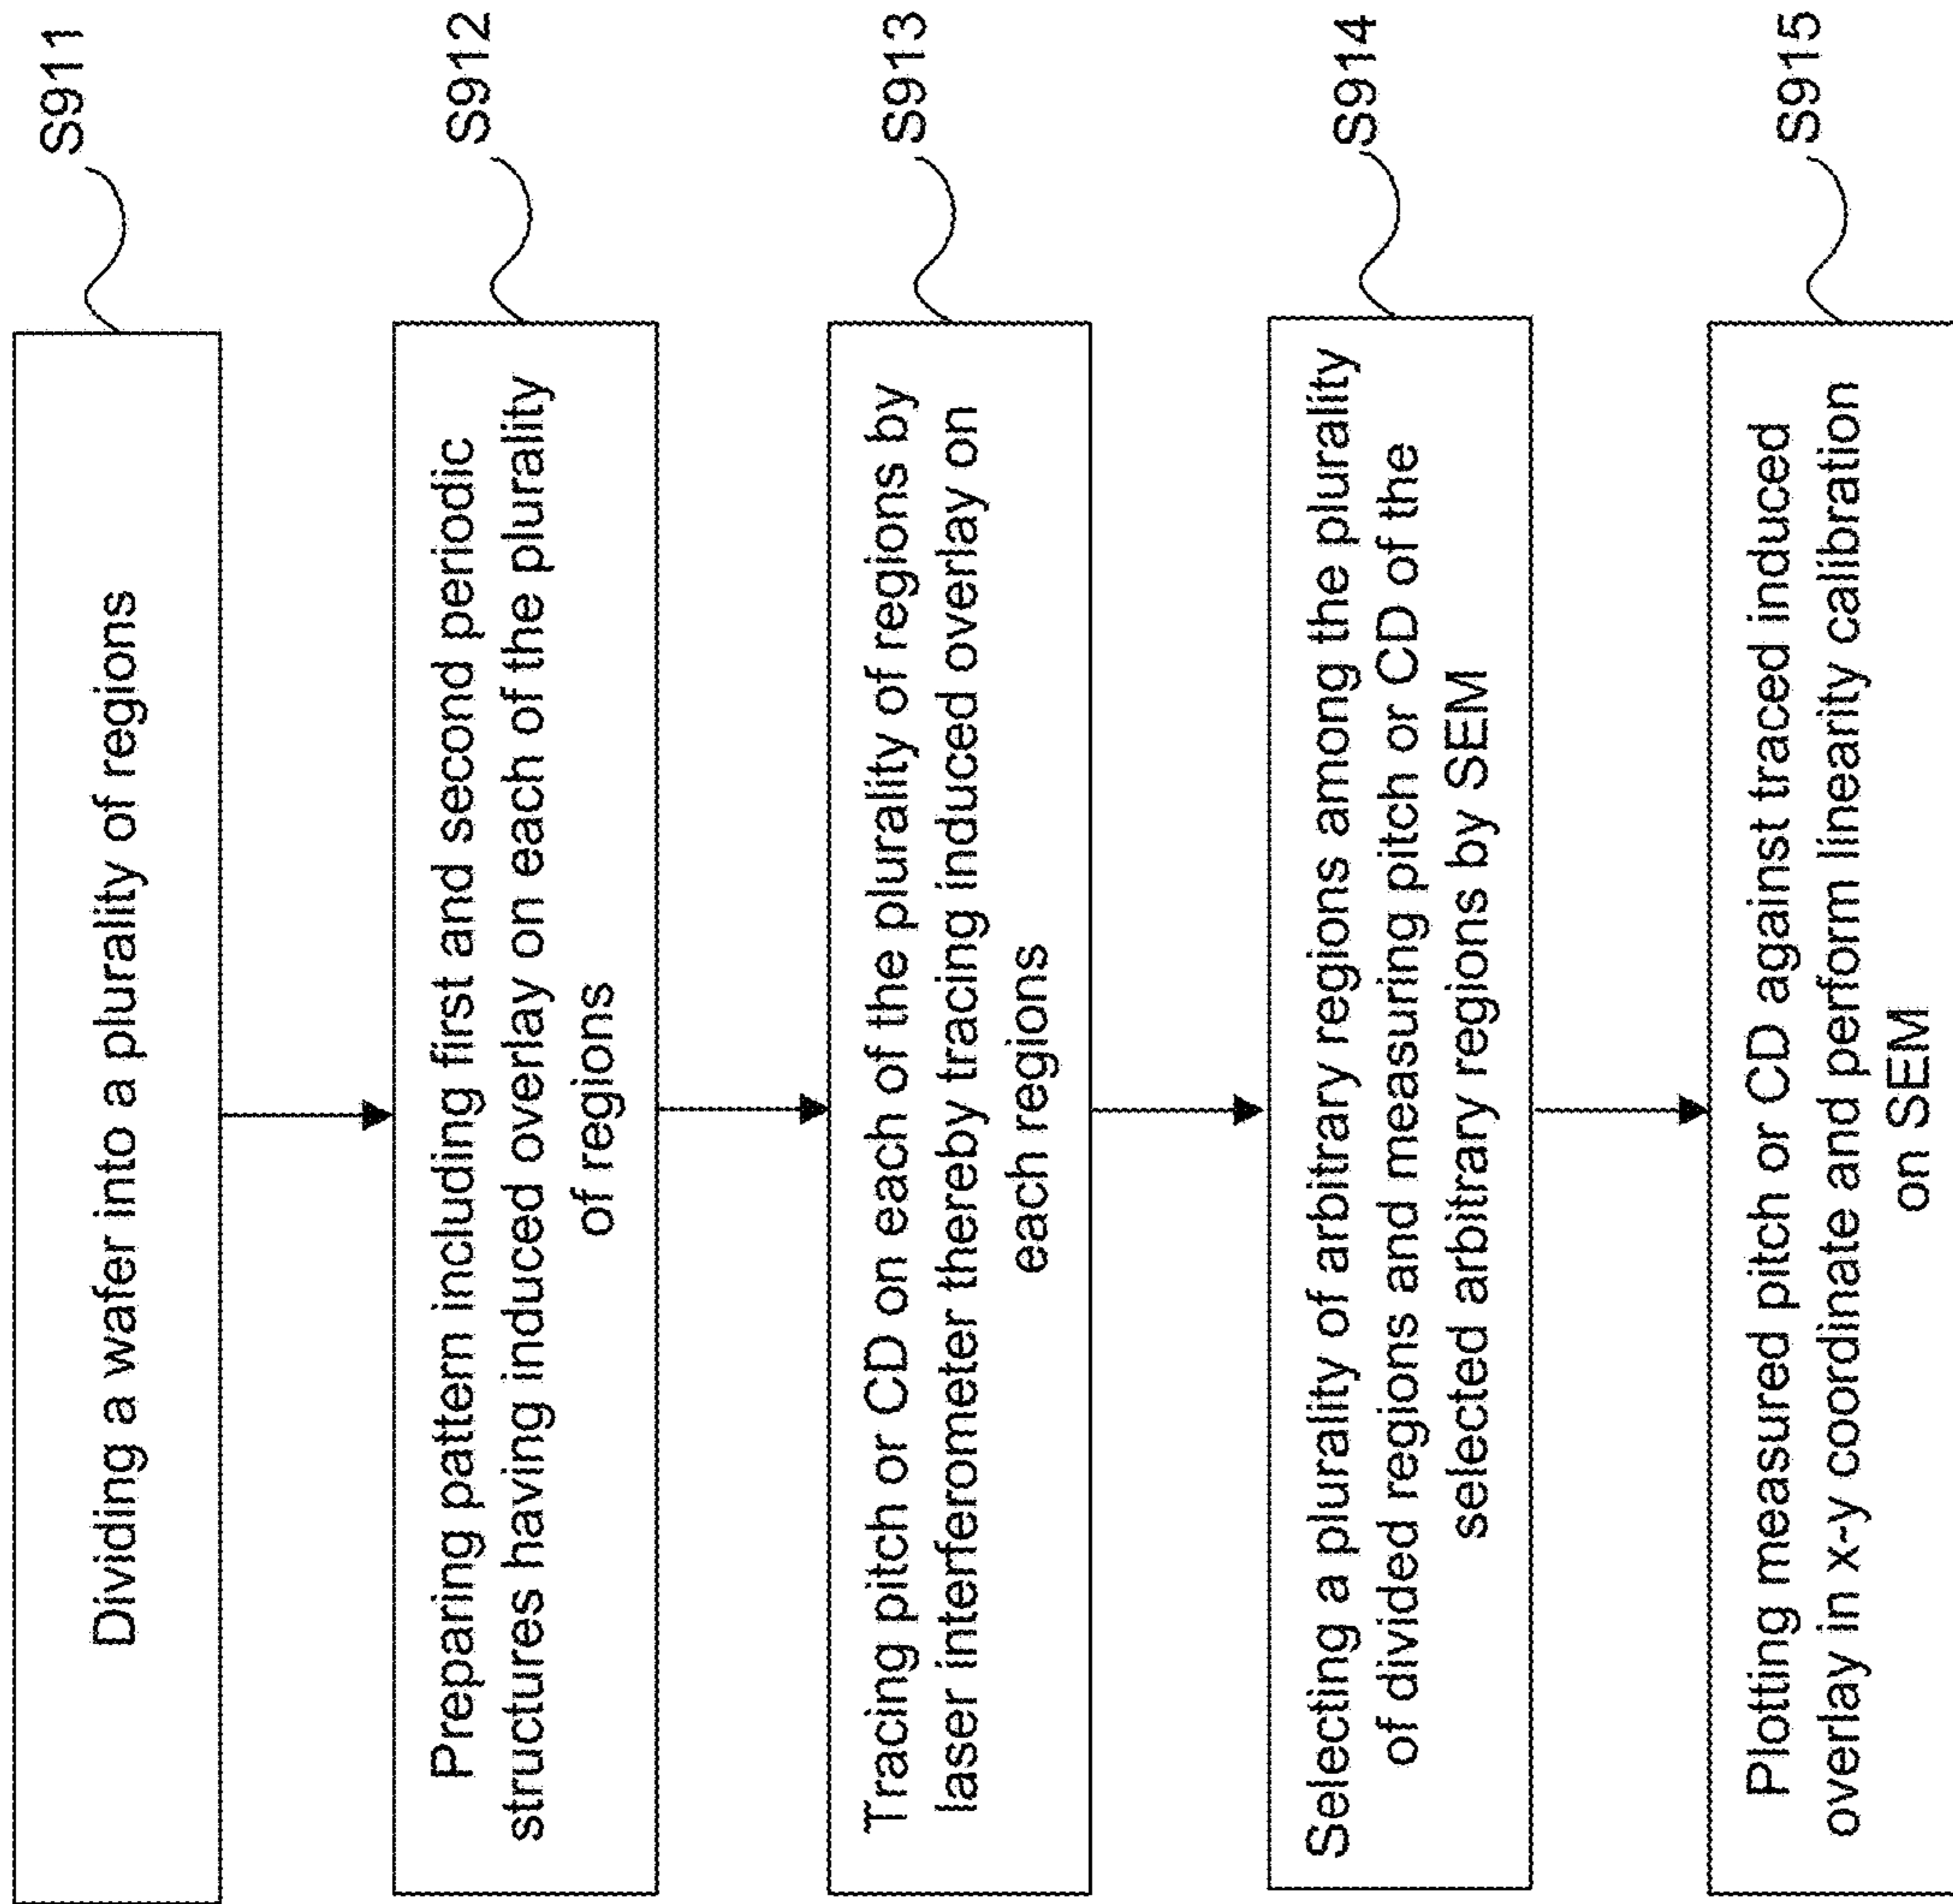 Dividing a wafer into a plurality of regions
S911
Preparing pattern including first and second periodic
structures having induced overlay on each of the plurality
of regions
S912
Tracing pitch or CD on each of the plurality of regions by
laser interferometer thereby tracing induced overlay on
each regions
S913
Selecting a plurality of arbitrary regions among the plurality
of divided regions and measuring pitch or CD of the
selected arbitrary regions by SEM
S914
Plotting measured pitch or CD against traced induced
overlay in x-y coordinate and perform linearity calibration
on SEM
S915